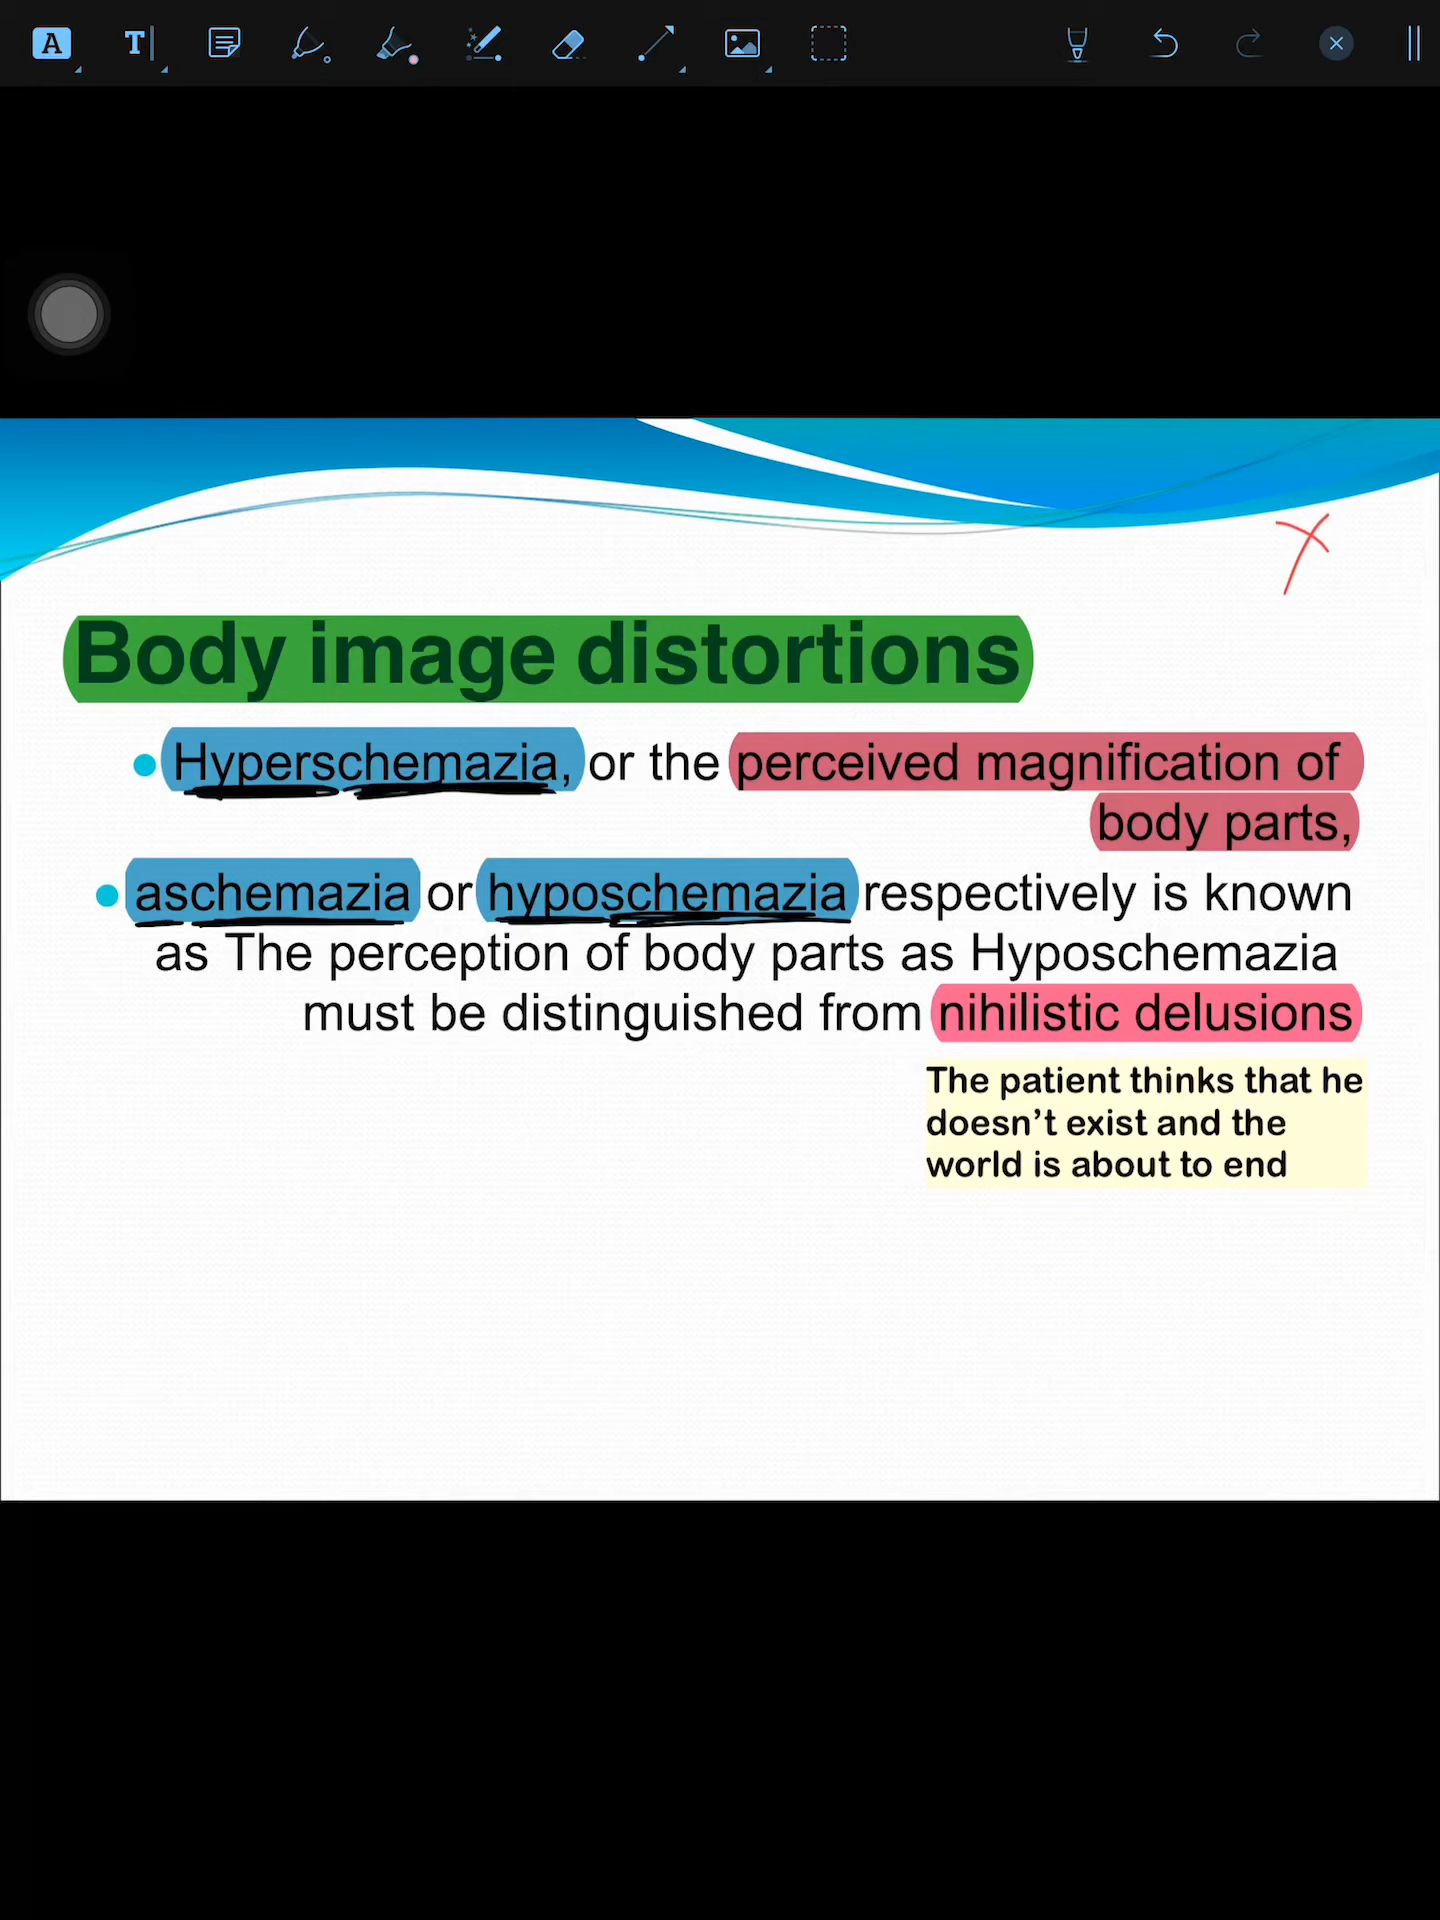 Body image distortions
Hyperschemazia, or the perceived magnification of
body parts,
aschemazia or hyposchemazia respectively is known
as The perception of body parts as Hyposchemazia
must be distinguished from nihilistic delusions
The patient thinks that he
doesn't exist and the
world is about to end